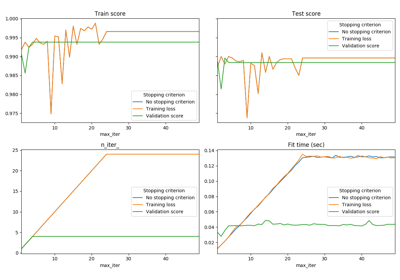 Train score
Test score
1.000
0.995
0.990
0.985
0.980
0.975
Stopping criterion
No stopping criterion
Training loss
Validation score
Stopping criterion
No stopping criterion
Training loss
Validation score
10 20 30 40
max_iter
10 20 30 40
max_iter
n_iter_
Fit time (sec)
25
20
15
10
5
0
Stopping criterion
No stopping criterion
Training loss
Validation score
0.14
0.12
0.10
0.08
0.06
0.04
0.02
Stopping criterion
No stopping criterion
Training loss
Validation score
10 20 30 40
max_iter
10 20 30 40
max_iter